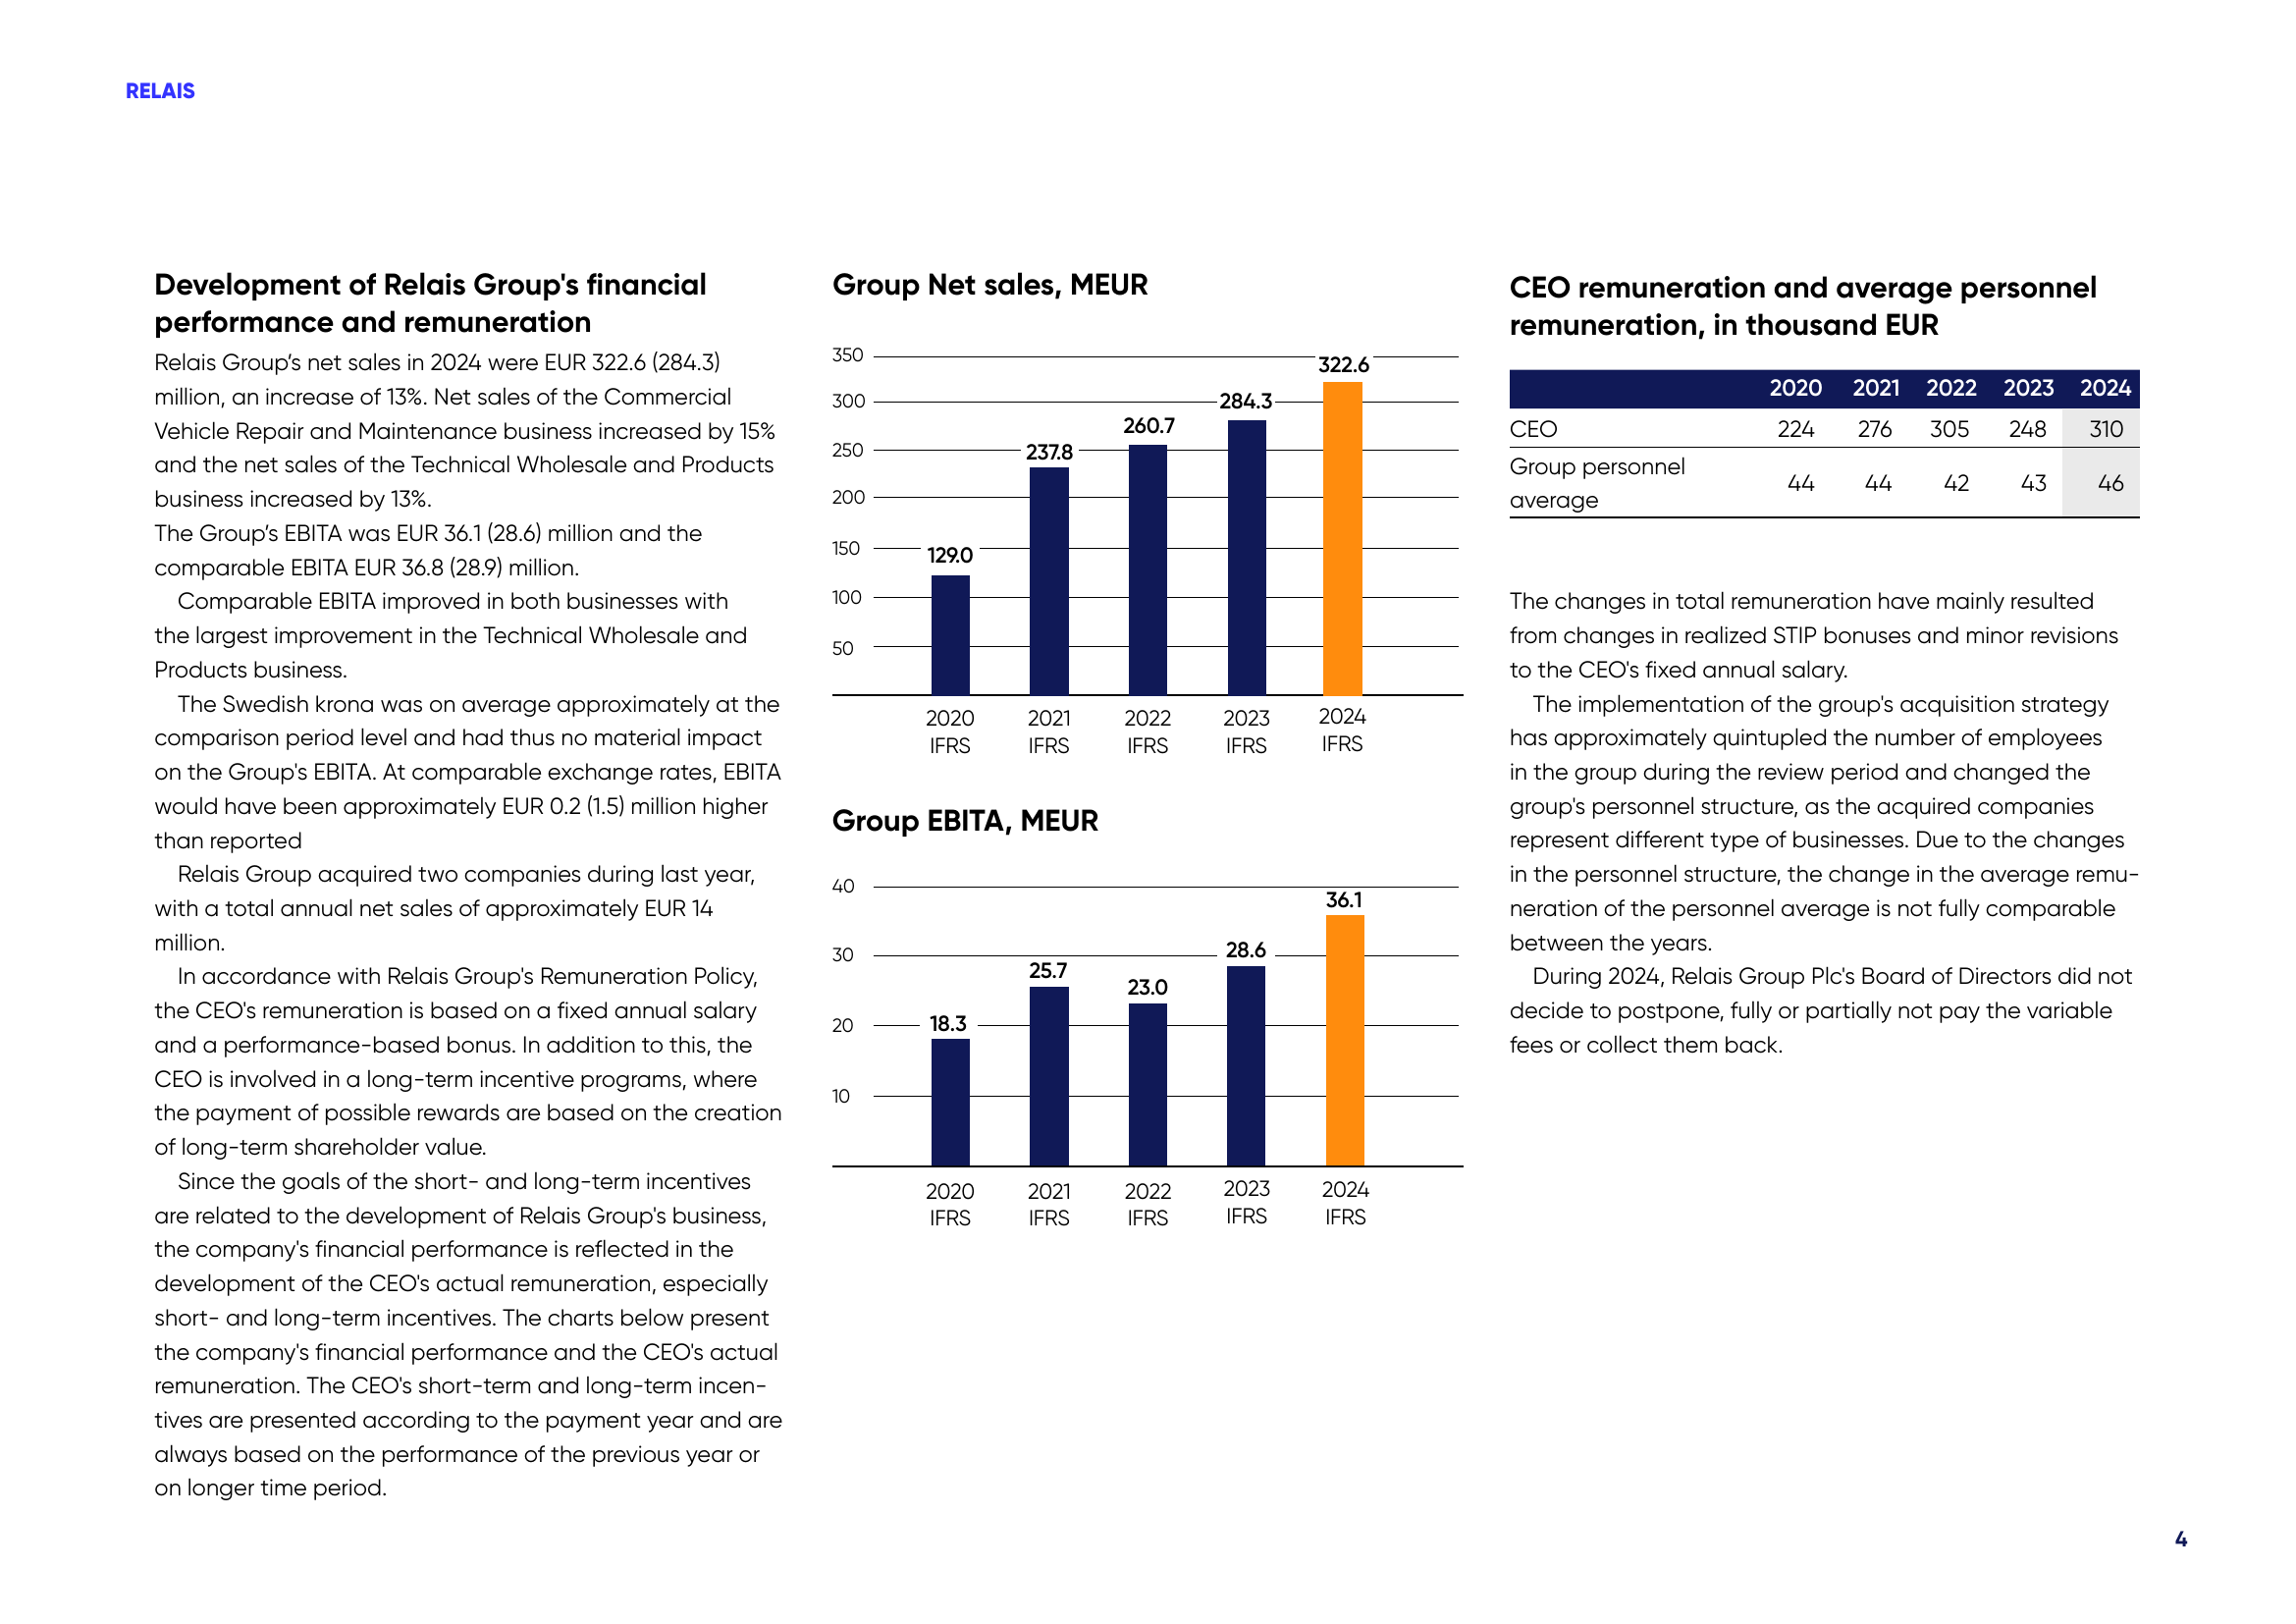 RELAIS
Development of Relais Group's financial
performance and remuneration
Relais Group’s net sales in 2024 were EUR 322.6 (284.3)
million, an increase of 13%. Net sales of the Commercial
Vehicle Repair and Maintenance business increased by 15%
and the net sales of the Technical Wholesale and Products
business increased by 13%.
The Group’s EBITA was EUR 36.1 (28.6) million and the
comparable EBITA EUR 36.8 (28.9) million.
Comparable EBITA improved in both businesses with
the largest improvement in the Technical Wholesale and
Products business.
The Swedish krona was on average approximately at the
comparison period level and had thus no material impact
on the Group's EBITA. At comparable exchange rates, EBITA
would have been approximately EUR 0.2 (1.5) million higher
than reported
Relais Group acquired two companies during last year,
with a total annual net sales of approximately EUR 14
million.
In accordance with Relais Group's Remuneration Policy,
the CEO's remuneration is based on a fixed annual salary
and a performance-based bonus. In addition to this, the
CEO is involved in a long-term incentive programs, where
the payment of possible rewards are based on the creation
of long-term shareholder value.
Since the goals of the short- and long-term incentives
are related to the development of Relais Group's business,
the company's financial performance is reflected in the
development of the CEO's actual remuneration, especially
short- and long-term incentives. The charts below present
the company's financial performance and the CEO's actual
remuneration. The CEO's short-term and long-term incen-
tives are presented according to the payment year and are
always based on the performance of the previous year or
on longer time period.
Group Net sales, MEUR
350
322.6
300
284.3
260.7
250
237.8
200
150
129.0
100
50
2020 2021 2022 2023 2024
IFRS IFRS IFRS IFRS IFRS
Group EBITA, MEUR
40
36.1
30
28.6
25.7
23.0
20
18.3
10
2020 2021 2022 2023 2024
IFRS IFRS IFRS IFRS IFRS
CEO remuneration and average personnel
remuneration, in thousand EUR
2020 2021 2022 2023 2024
CEO 224 276 305 248 310
Group personnel
average 44 44 42 43 46
The changes in total remuneration have mainly resulted
from changes in realized STIP bonuses and minor revisions
to the CEO's fixed annual salary.
The implementation of the group's acquisition strategy
has approximately quintupled the number of employees
in the group during the review period and changed the
group's personnel structure, as the acquired companies
represent different type of businesses. Due to the changes
in the personnel structure, the change in the average remu-
neration of the personnel average is not fully comparable
between the years.
During 2024, Relais Group Plc's Board of Directors did not
decide to postpone, fully or partially not pay the variable
fees or collect them back.
4